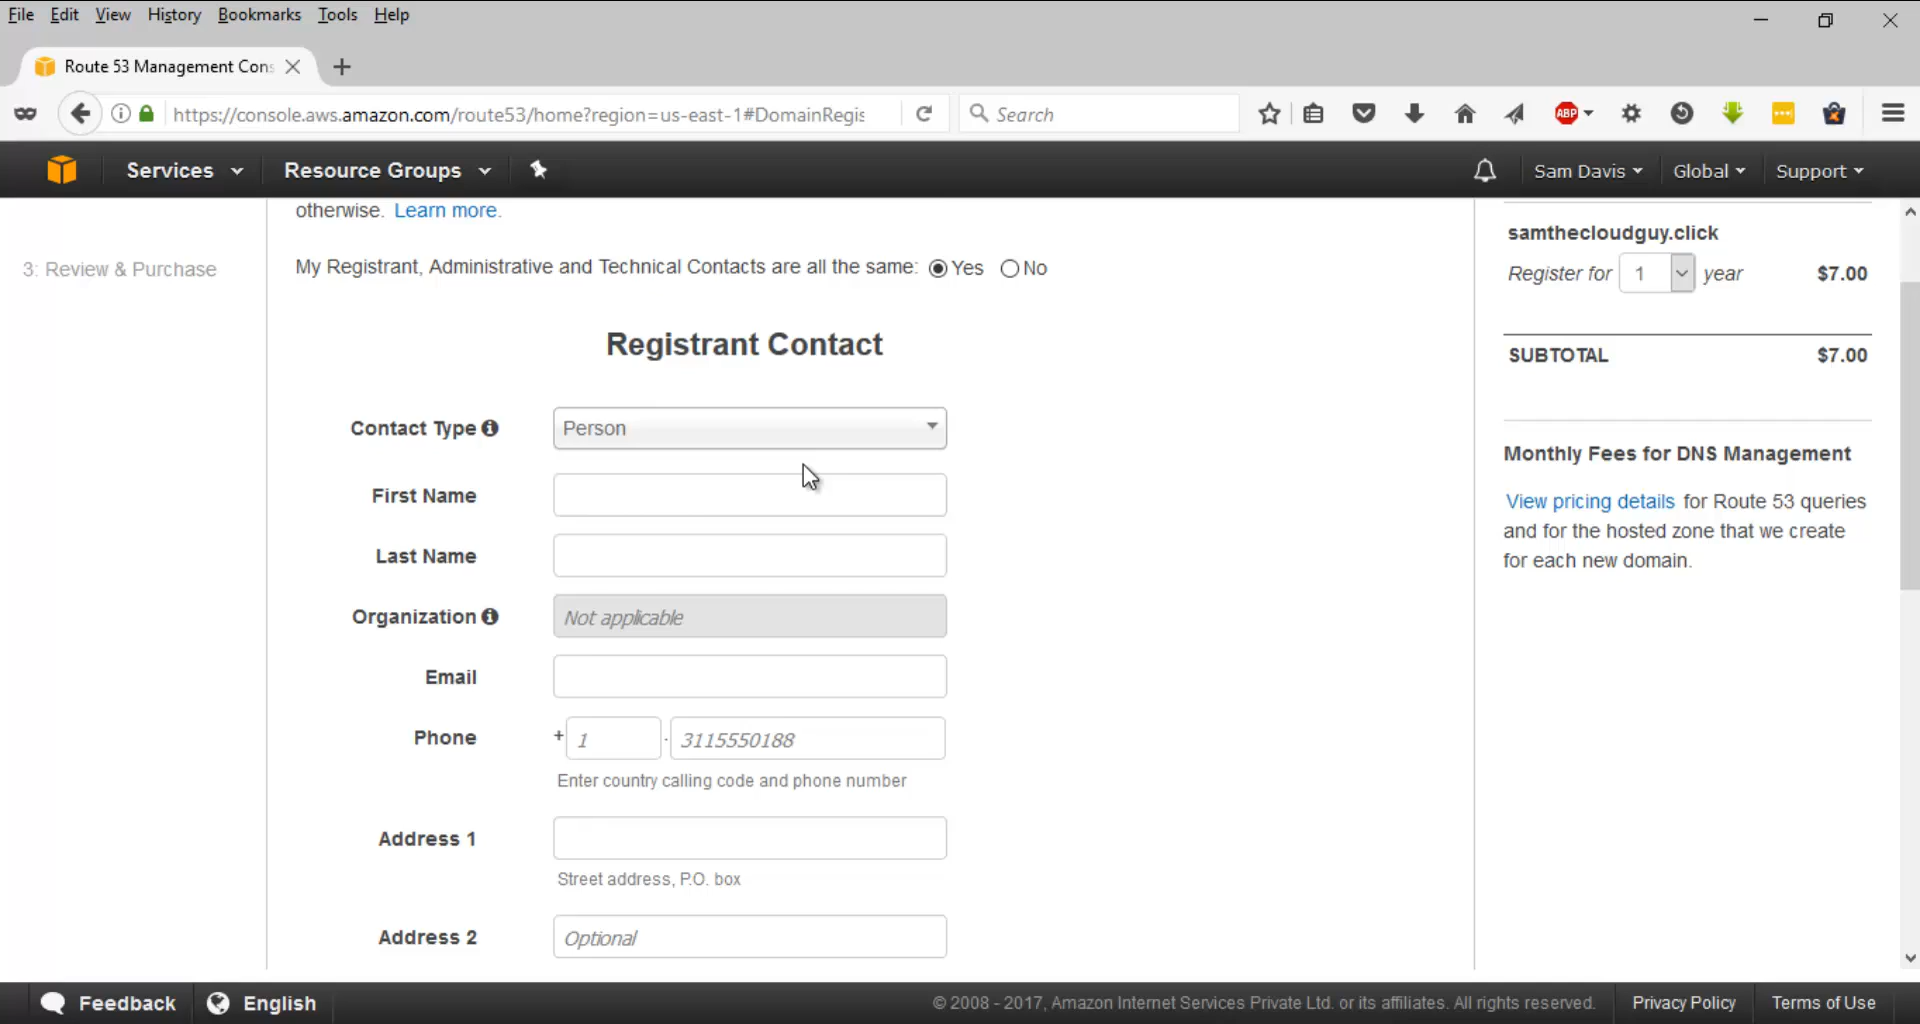 File Edit View History Bookmarks Tools Help
Route 53 Management Cons
https://console.aws.amazon.com/route53/home?region=us-east-1#DomainRegis
Search
ABP
Services
Resource Groups
Sam Davis
Global
Support
otherwise. Learn more.
3: Review & Purchase
My Registrant, Administrative and Technical Contacts are all the same: Yes No
Registrant Contact
Contact Type
Person
First Name
Last Name
Organization
Not applicable
Email
Phone
+ 1 . 3115550188
Enter country calling code and phone number
Address 1
Street address, P.O. box
Address 2
Optional
samthecloudguy.click
Register for 1 year $7.00
SUBTOTAL $7.00
Monthly Fees for DNS Management
View pricing details for Route 53 queries
and for the hosted zone that we create
for each new domain.
Feedback
English
© 2008 - 2017, Amazon Internet Services Private Ltd. or its affiliates. All rights reserved.
Privacy Policy
Terms of Use